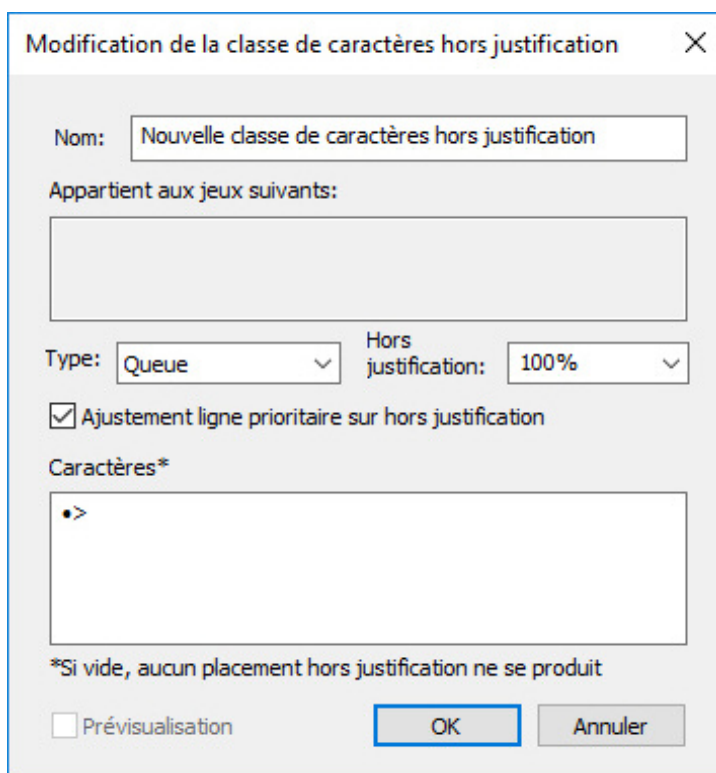 Modification de la classe de caractères hors justification
Nom: Nouvelle classe de caractères hors justification
Appartient aux jeux suivants:
Type: Queue Hors justification: 100%
Ajustement ligne prioritaire sur hors justification
Caractères*
•>
*Si vide, aucun placement hors justification ne se produit
Prévisualisation OK Annuler